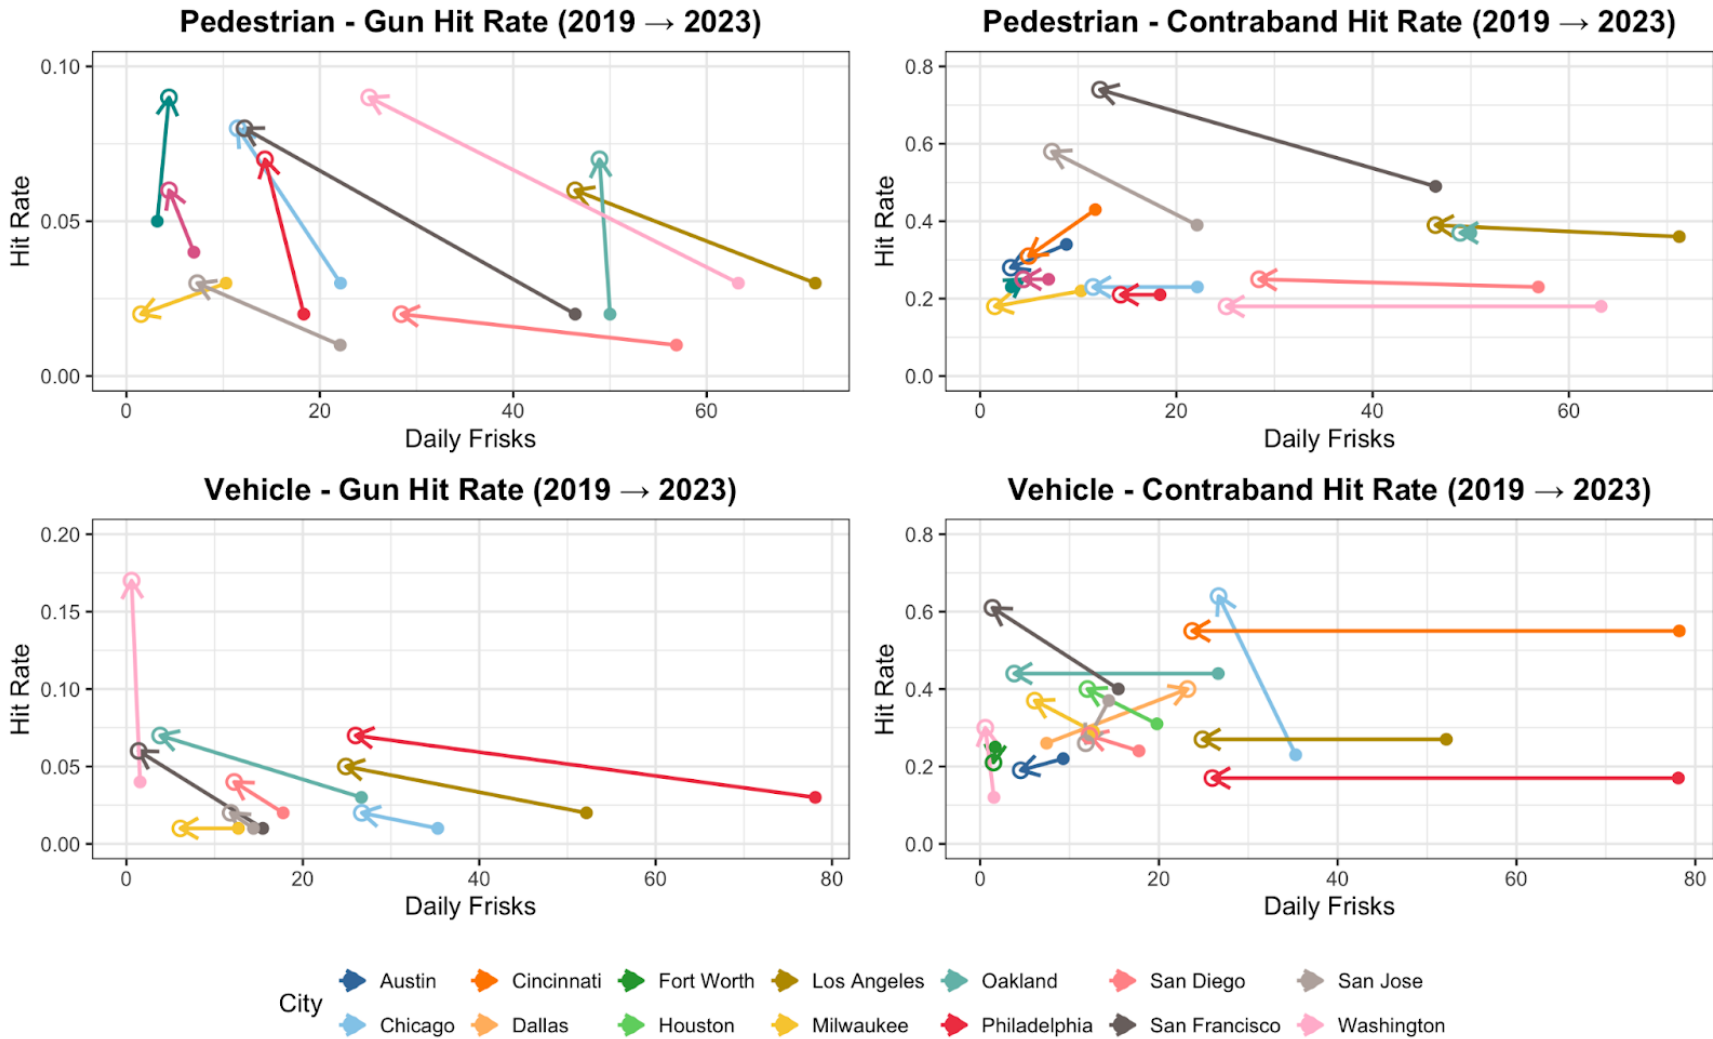 Pedestrian - Gun Hit Rate (2019 → 2023)
0.10
0.05
0.00
Hit Rate
0 20 40 60
Daily Frisks
Pedestrian - Contraband Hit Rate (2019 → 2023)
0.8
0.6
0.4
0.2
0.0
Hit Rate
0 20 40 60
Daily Frisks
Vehicle - Gun Hit Rate (2019 → 2023)
0.20
0.15
0.10
0.05
0.00
Hit Rate
0 20 40 60 80
Daily Frisks
Vehicle - Contraband Hit Rate (2019 → 2023)
0.8
0.6
0.4
0.2
0.0
Hit Rate
0 20 40 60 80
Daily Frisks
City
Austin Cincinnati Fort Worth Los Angeles Oakland San Diego San Jose
Chicago Dallas Houston Milwaukee Philadelphia San Francisco Washington